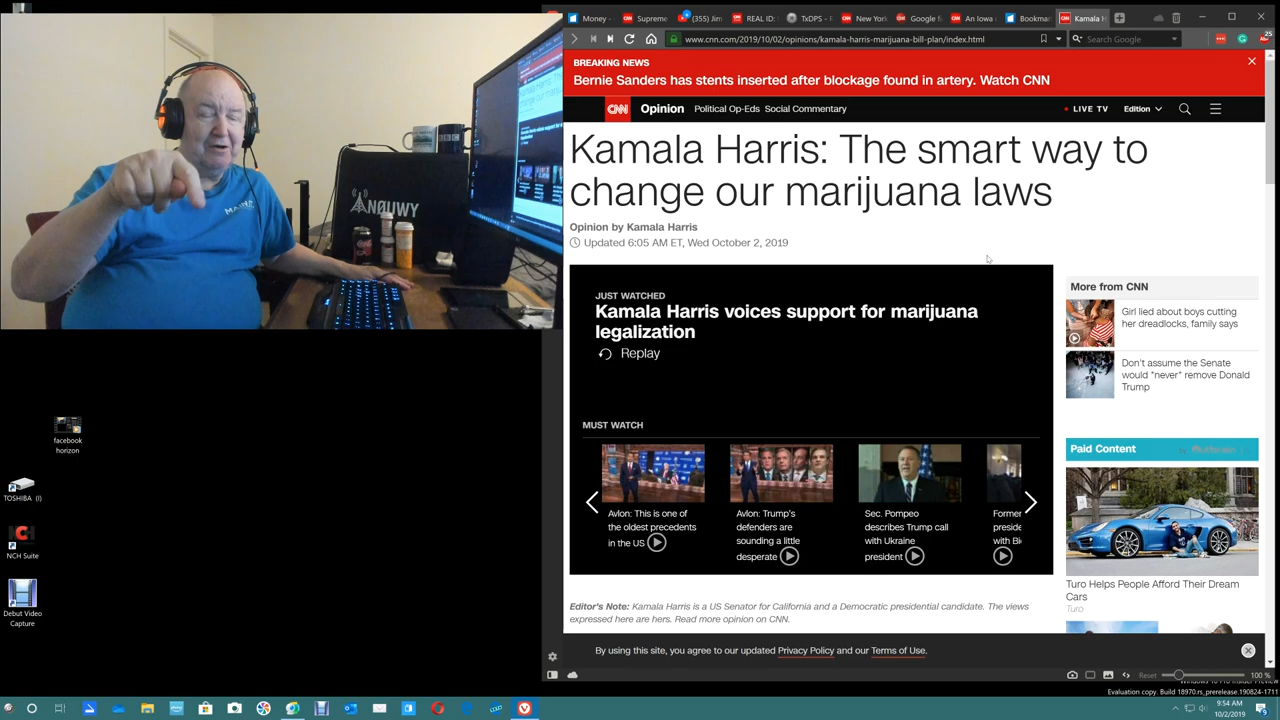 Money -
Supreme
(355) Jim
REAL ID:
TxDPS -
New York
Google f
An Iowa
Bookmar
Kamala H
www.cnn.com/2019/10/02/opinions/kamala-harris-marijuana-bill-plan/index.html
Search Google
25
BREAKING NEWS
Bernie Sanders has stents inserted after blockage found in artery. Watch CNN
CNN Opinion Political Op-Eds Social Commentary
LIVE TV Edition
Kamala Harris: The smart way to
change our marijuana laws
Opinion by Kamala Harris
Updated 6:05 AM ET, Wed October 2, 2019
JUST WATCHED
Kamala Harris voices support for marijuana
legalization
Replay
MUST WATCH
Avlon: This is one of
the oldest precedents
in the US
Avlon: Trump's
defenders are
sounding a little
desperate
Sec. Pompeo
describes Trump call
with Ukraine
president
Former
preside
with Bi
More from CNN
Girl lied about boys cutting
her dreadlocks, family says
Don't assume the Senate
would "never" remove Donald
Trump
Paid Content
Turo Helps People Afford Their Dream
Cars
Turo
Editor's Note: Kamala Harris is a US Senator for California and a Democratic presidential candidate. The views
expressed here are hers. Read more opinion on CNN.
By using this site, you agree to our updated Privacy Policy and our Terms of Use.
Reset
100 %
Evaluation copy. Build 18970.rs_prerelease.190824-1711
9:54 AM
10/2/2019
facebook
horizon
TOSHIBA (I)
NCH Suite
Debut Video
Capture
MAINE
NØUWY
BBC